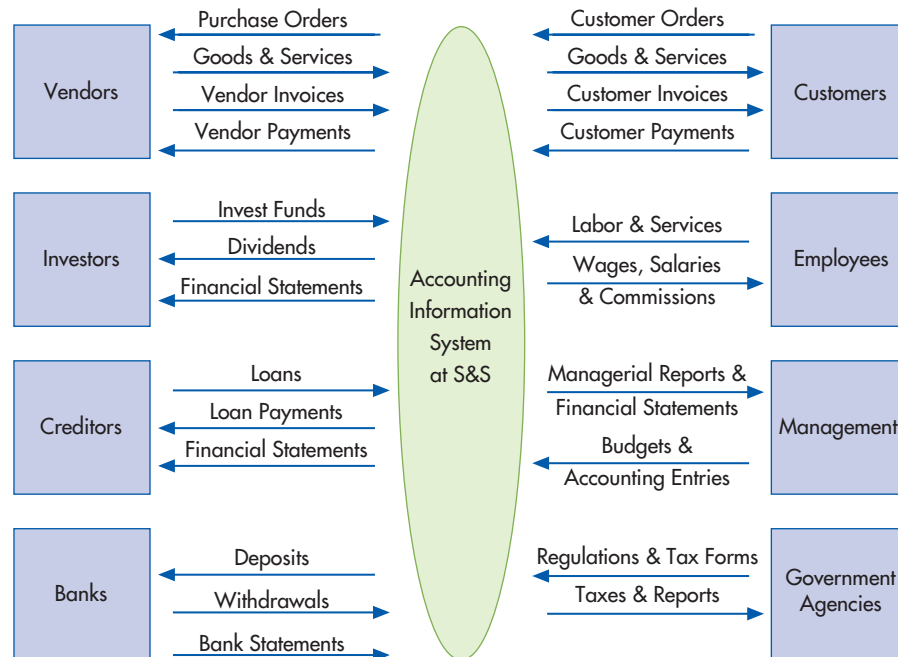 Purchase Orders
Goods & Services
Vendors
Vendor Invoices
Vendor Payments
Customer Orders
Goods & Services
Customers
Customer Invoices
Customer Payments
Invest Funds
Investors
Dividends
Financial Statements
Accounting
Information
System
at S&S
Labor & Services
Employees
Wages, Salaries
& Commissions
Loans
Creditors
Loan Payments
Financial Statements
Managerial Reports &
Financial Statements
Management
Budgets &
Accounting Entries
Deposits
Banks
Withdrawals
Bank Statements
Regulations & Tax Forms
Taxes & Reports
Government
Agencies